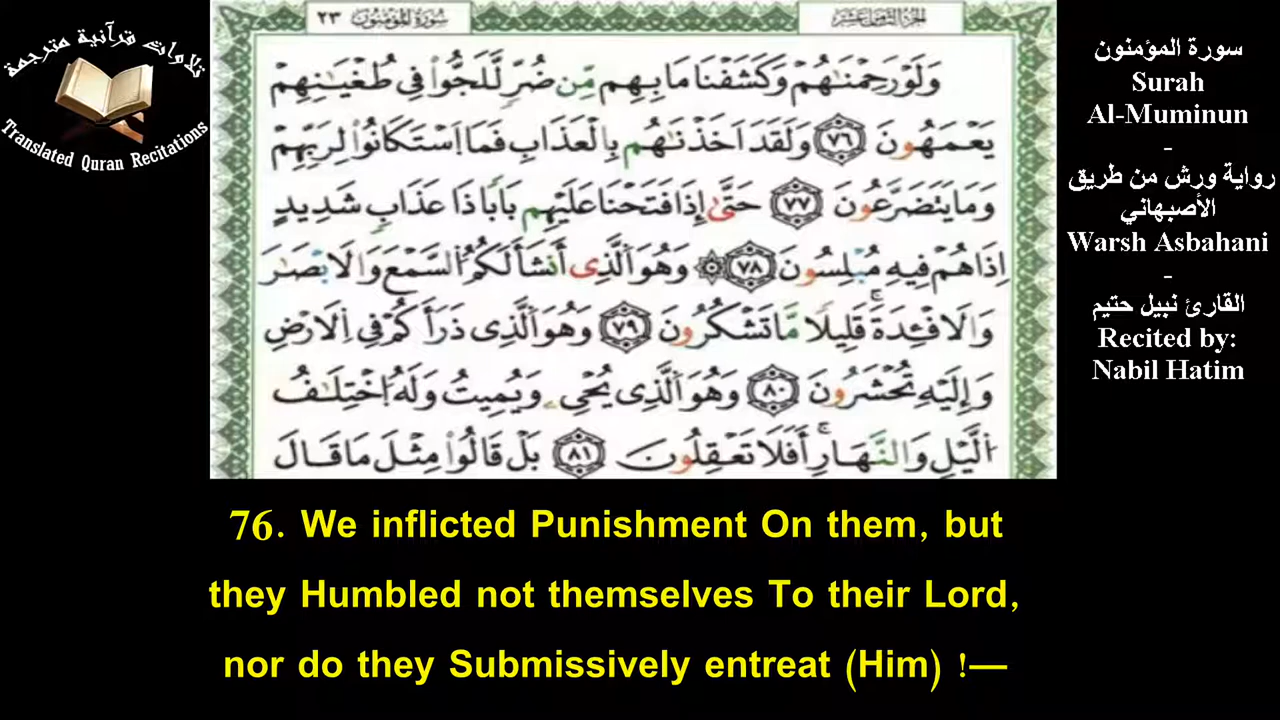 تلاوات قرآنية مترجمة
Translated Quran Recitations
سورة المؤمنون ٢٣
الجزء الثامن عشر
وَلَوْ رَحِمْنَٰهُمْ وَكَشَفْنَا مَا بِهِم مِّن ضُرٍّ لَّلَجُّواْ فِي طُغْيَٰنِهِمْ
يَعْمَهُونَ ٧٦ وَلَقَدَ اَخَذْنَٰهُم بِالْعَذَابِ فَمَا اَسْتَكَانُواْ لِرَبِّهِمْ
وَمَا يَتَضَرَّعُونَ ٧٧ حَتَّىٰ إِذَا فَتَحْنَا عَلَيْهِم بَاباٗ ذَا عَذَابٖ شَدِيدٍ
اِذَا هُمْ فِيهِ مُبْلِسُونَ ٧٨ ۞ وَهُوَ اَ۬لَّذِى أَنشَأَ لَكُمُ اُ۬لسَّمْعَ وَالَابْصَٰرَ
وَالَافْـِٕدَةَ قَلِيلاٗ مَّا تَشْكُرُونَ ٧٩ وَهُوَ اَ۬لَّذِى ذَرَأَكُمْ فِي اِ۬لَارْضِ
وَإِلَيْهِ تُحْشَرُونَ ٨٠ وَهُوَ اَ۬لَّذِى يُحْيِۦ وَيُمِيتُ وَلَهُ اُ۪خْتِلَٰفُ
اُ۬لَّيْلِ وَالنَّهَارِ أَفَلَا تَعْقِلُونَ ٨١ بَلْ قَالُواْ مِثْلَ مَا قَالَ
سورة المؤمنون
Surah
Al-Muminun
-
رواية ورش من طريق
الأصبهاني
Warsh Asbahani
-
القارئ نبيل حتيم
Recited by:
Nabil Hatim
76. We inflicted Punishment On them, but
they Humbled not themselves To their Lord,
nor do they Submissively entreat (Him) !—